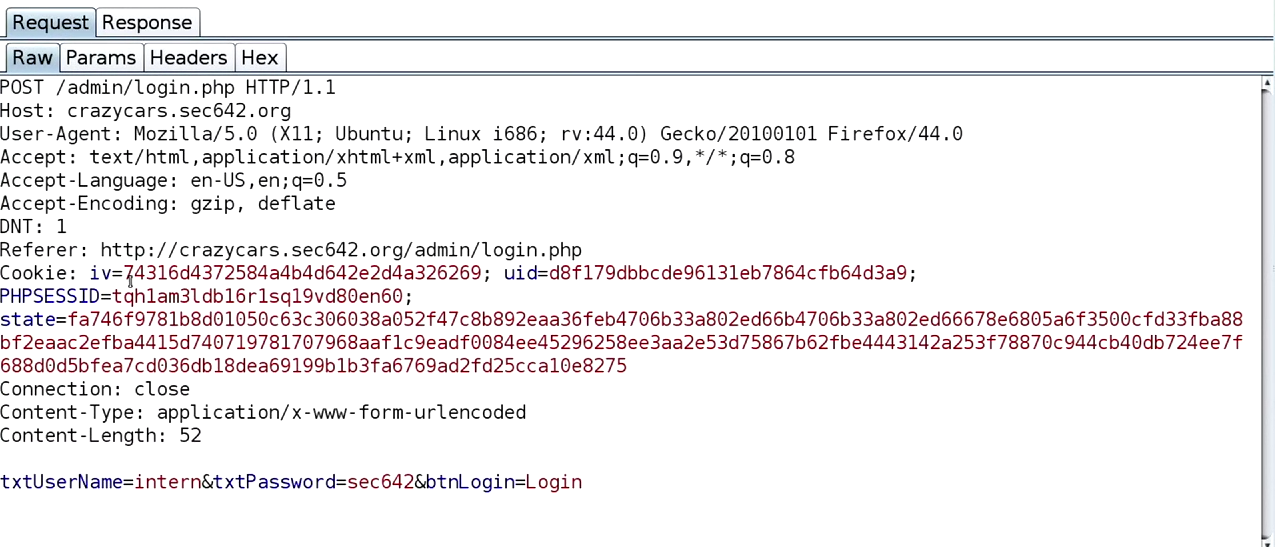 Request Response
Raw Params Headers Hex
POST /admin/login.php HTTP/1.1
Host: crazycars.sec642.org
User-Agent: Mozilla/5.0 (X11; Ubuntu; Linux i686; rv:44.0) Gecko/20100101 Firefox/44.0
Accept: text/html,application/xhtml+xml,application/xml;q=0.9,*/*;q=0.8
Accept-Language: en-US,en;q=0.5
Accept-Encoding: gzip, deflate
DNT: 1
Referer: http://crazycars.sec642.org/admin/login.php
Cookie: iv=74316d4372584a4b4d642e2d4a326269; uid=d8f179dbbcde96131eb7864cfb64d3a9;
PHPSESSID=tqh1am3ldb16r1sq19vd80en60;
state=fa746f9781b8d01050c63c306038a052f47c8b892eaa36feb4706b33a802ed66b4706b33a802ed66678e6805a6f3500cfd33fba88
bf2eaac2efba4415d740719781707968aaf1c9eadf0084ee45296258ee3aa2e53d75867b62fbe4443142a253f78870c944cb40db724ee7f
688d0d5bfea7cd036db18dea69199b1b3fa6769ad2fd25cca10e8275
Connection: close
Content-Type: application/x-www-form-urlencoded
Content-Length: 52
txtUserName=intern&txtPassword=sec642&btnLogin=Login